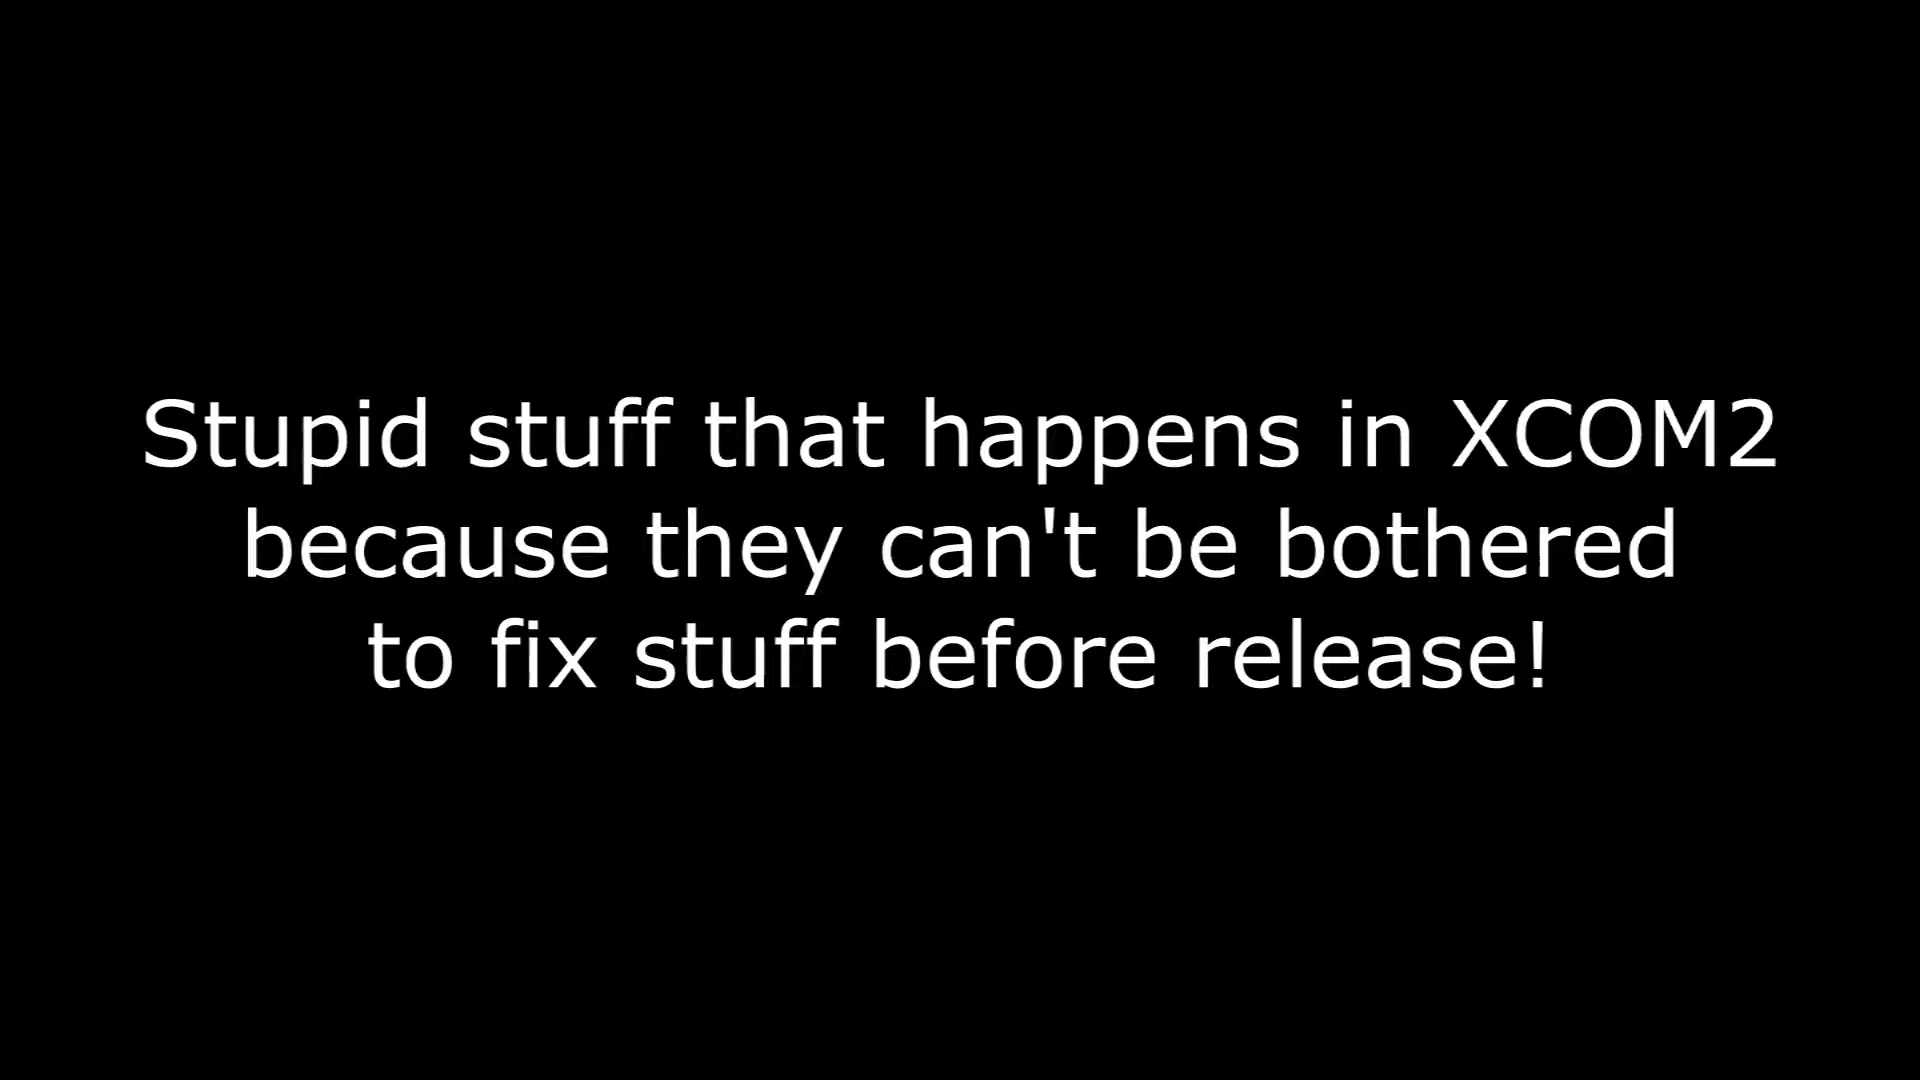 Stupid stuff that happens in XCOM2
because they can't be bothered
to fix stuff before release!